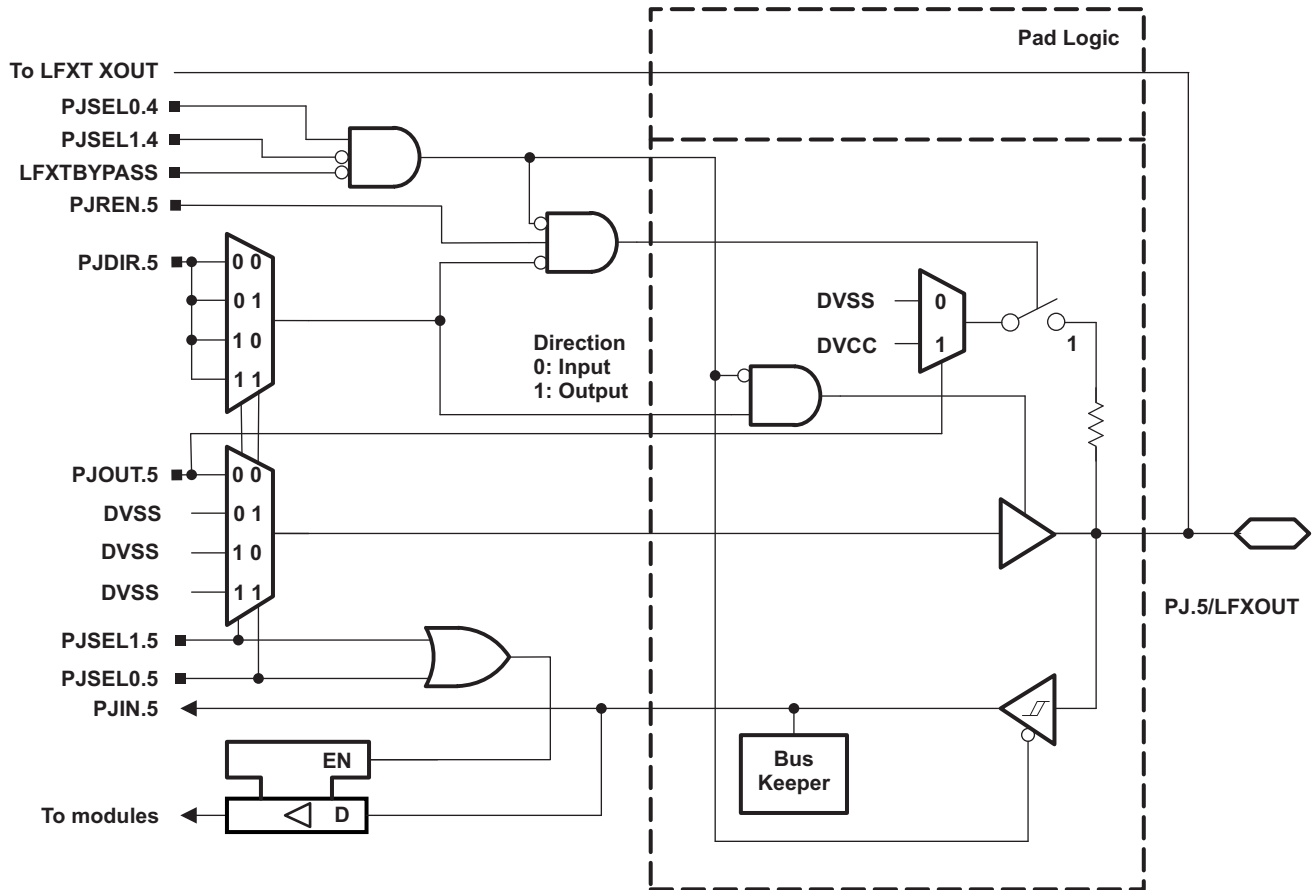 Pad Logic
To LFXT XOUT
PJSEL0.4
PJSEL1.4
LFXTBYPASS
PJREN.5
PJDIR.5
0 0
0 1
1 0
1 1
Direction
0: Input
1: Output
DVSS
0
DVCC
1
1
PJOUT.5
0 0
DVSS
0 1
DVSS
1 0
DVSS
1 1
PJ.5/LFXOUT
PJSEL1.5
PJSEL0.5
PJIN.5
Bus
Keeper
EN
To modules
D